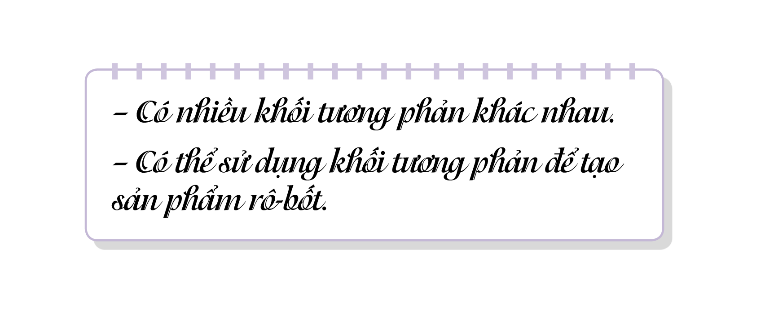 – Có nhiều khối tương phản khác nhau.
– Có thể sử dụng khối tương phản để tạo
sản phẩm rô-bốt.